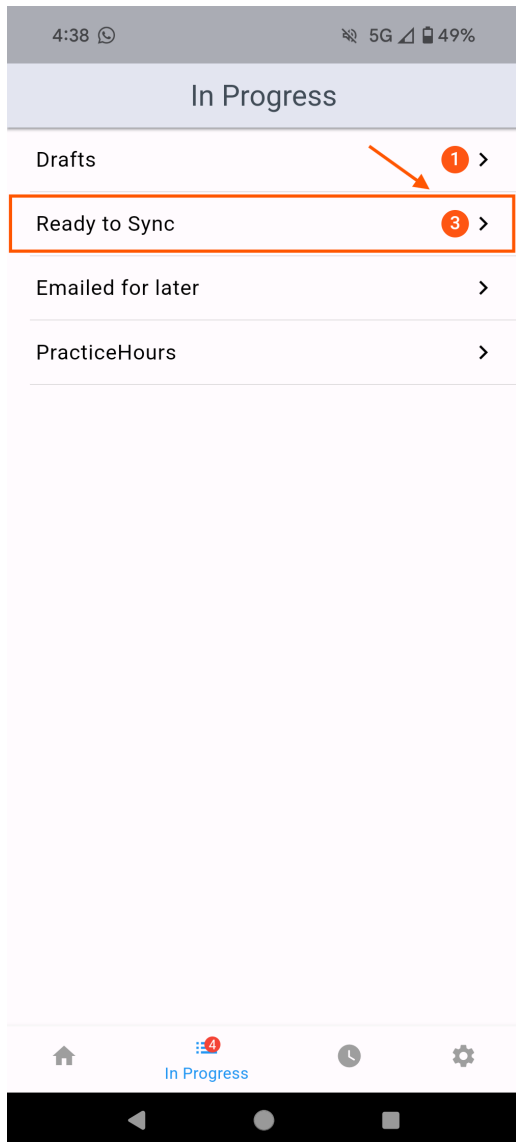 4:38 5G 49%
In Progress
Drafts 1
Ready to Sync 3
Emailed for later
PracticeHours
4
In Progress